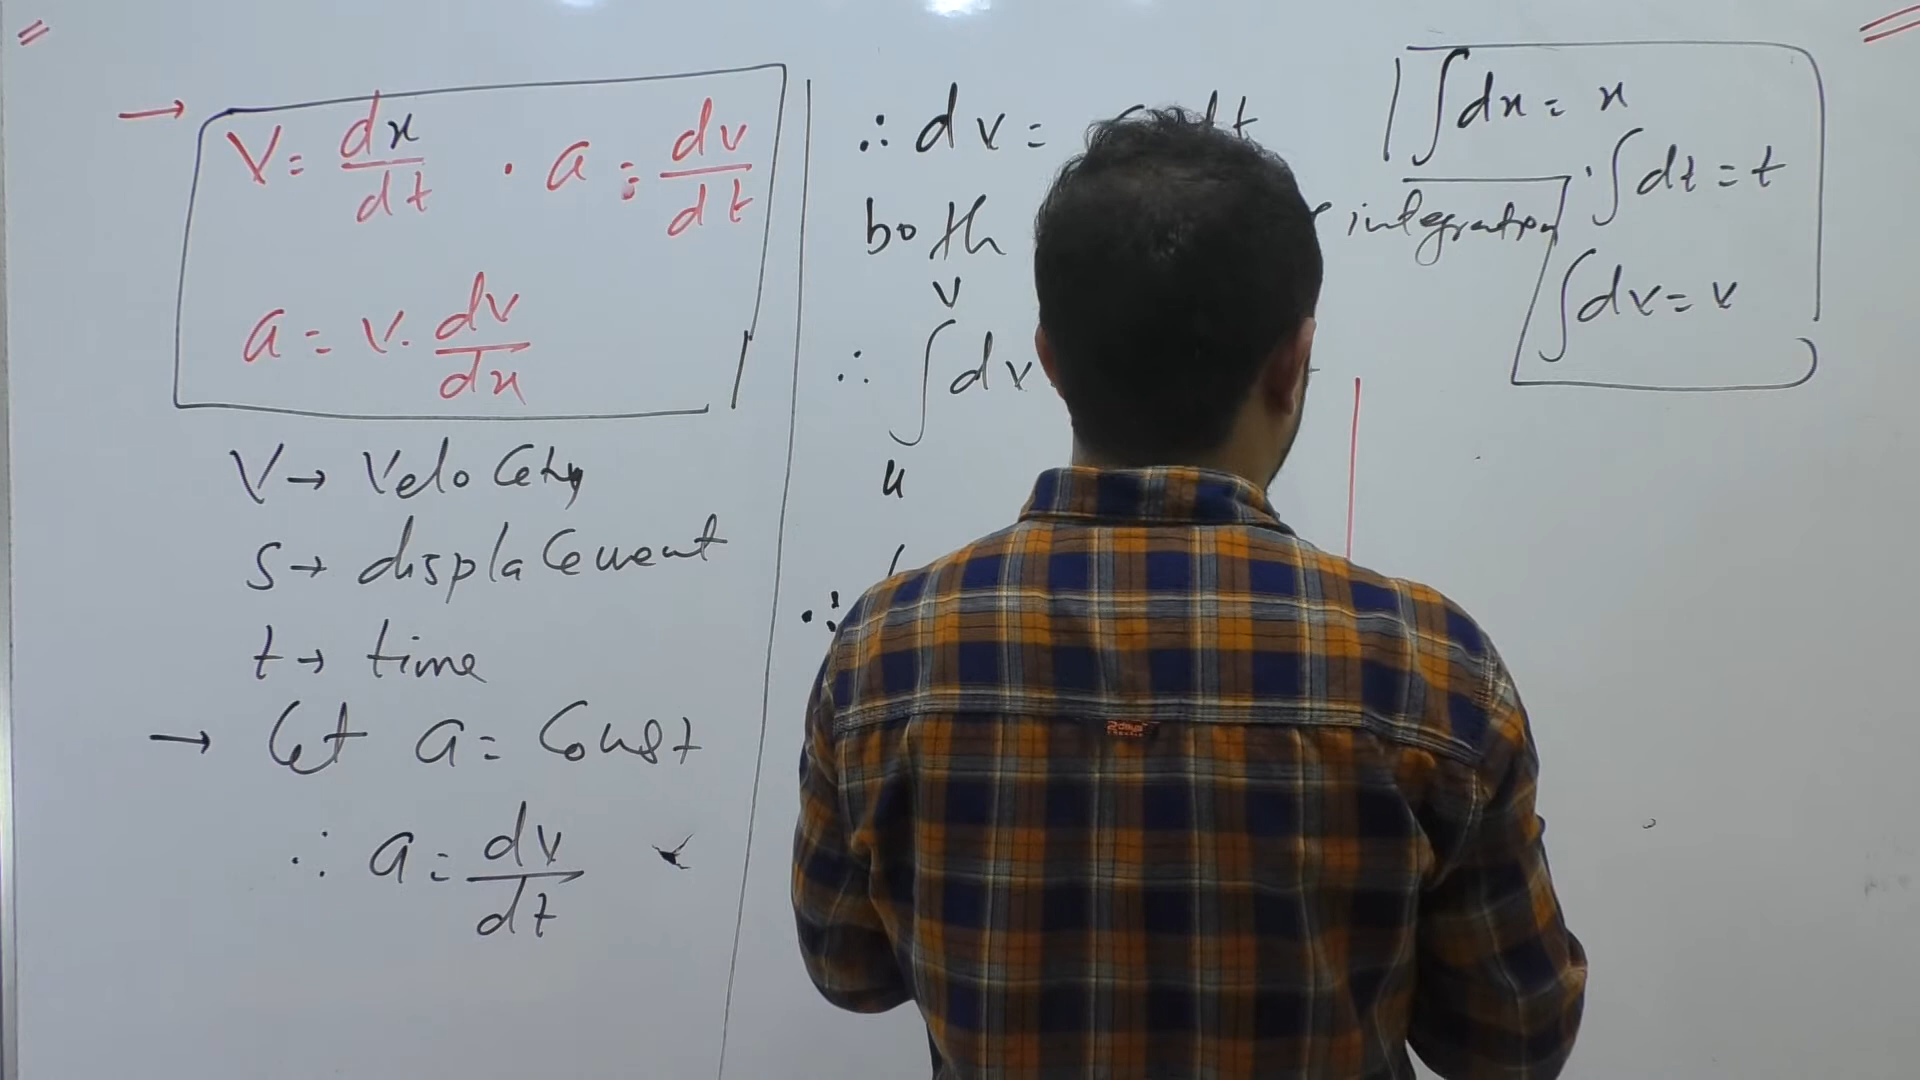 → V = dx/dt · a = dv/dt
a = v. dv/dx
V → Velocety
S → displacement
t → time
→ let a = Const
∴ a = dv/dt
∴ dv = dt
both integration
∴ ∫ dv
v
u
∴
∫dx = x
· ∫dt = t
∫dv = v